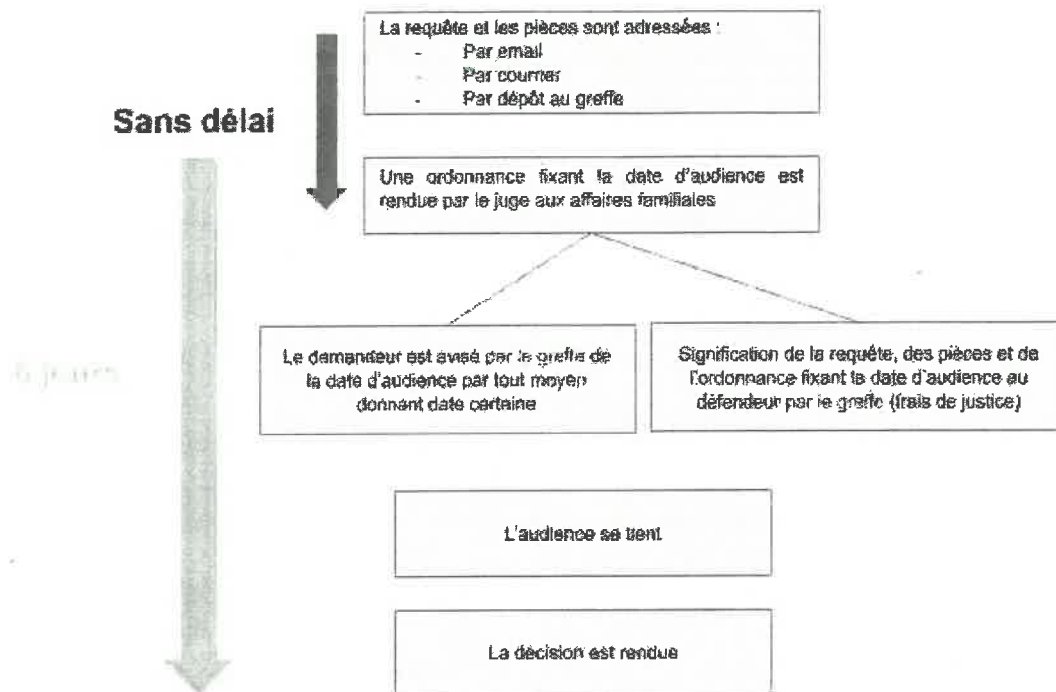 La requête et les pièces sont adressées :
- Par email
- Par courrier
- Par dépôt au greffe
Sans délai
Une ordonnance fixant la date d'audience est
rendue par le juge aux affaires familiales
Le demandeur est avisé par le greffe de
la date d'audience par tout moyen
donnant date certaine
Signification de la requête, des pièces et de
l'ordonnance fixant la date d'audience au
défendeur par le greffe (frais de justice)
6 jours
L'audience se tient
La décision est rendue